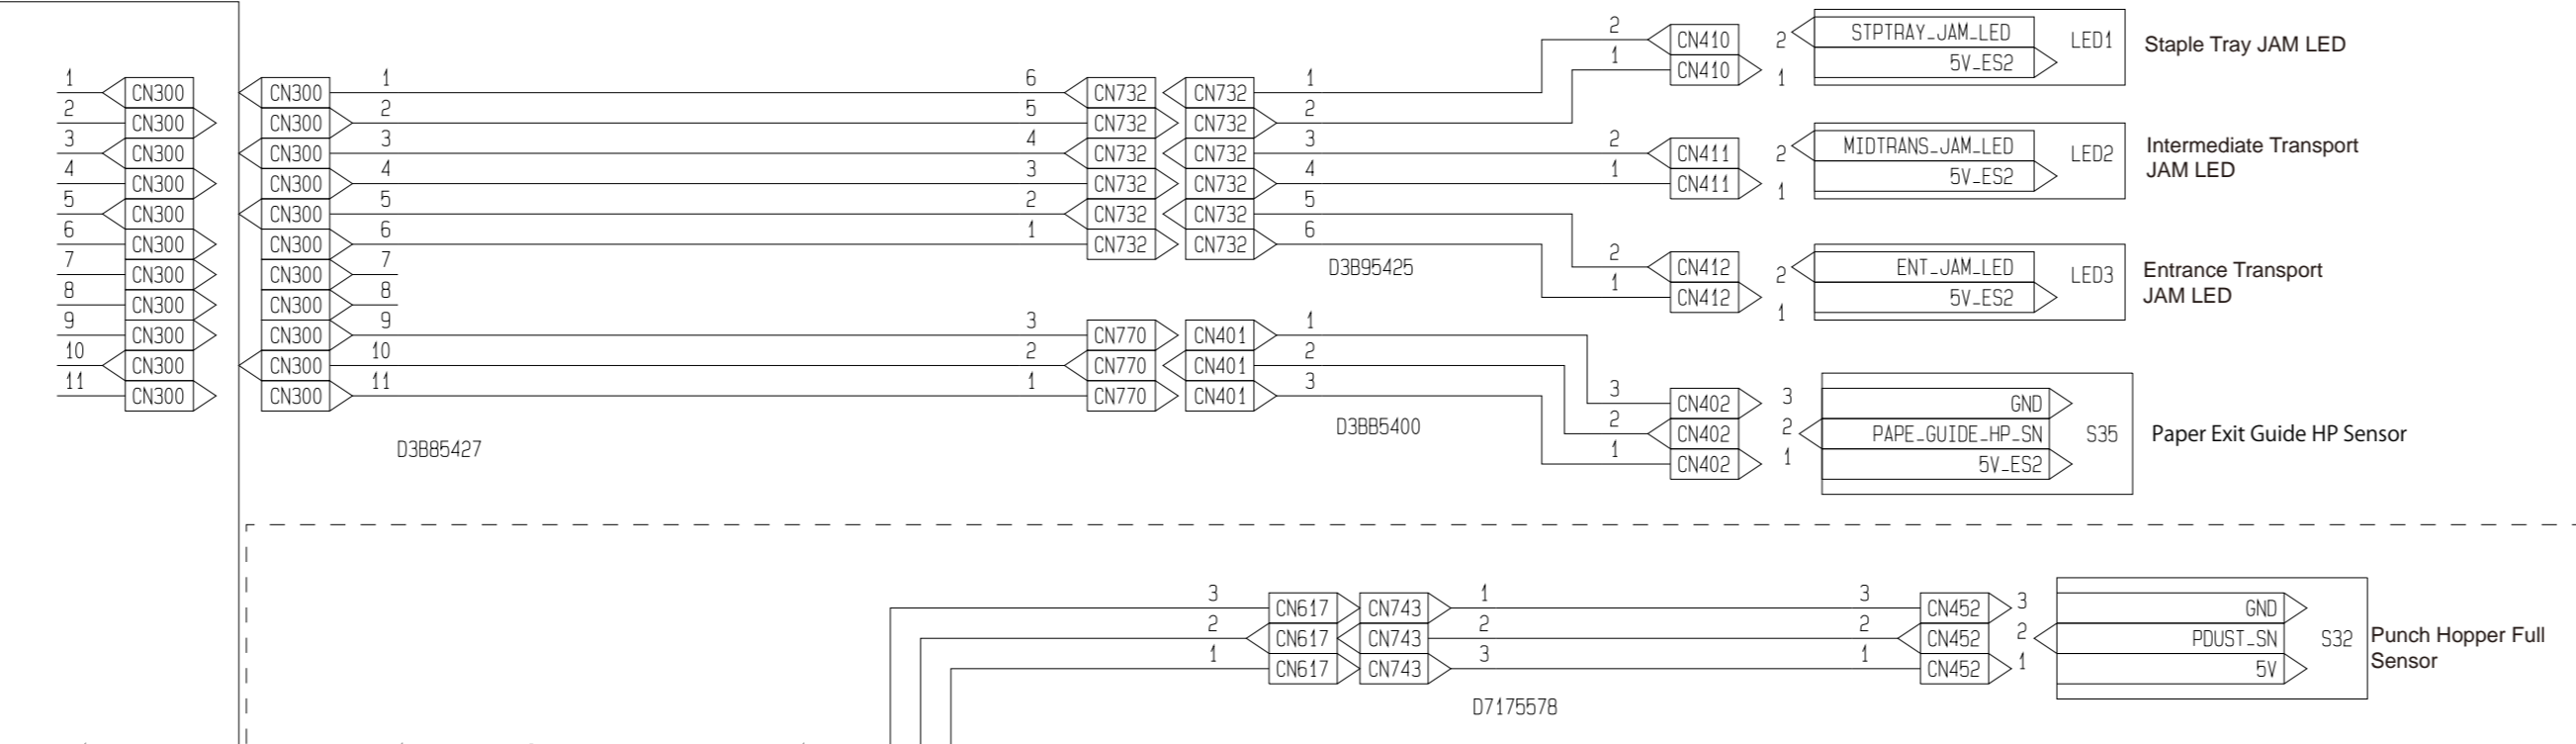 2 CN410 2 STPTRAY_JAM_LED LED1 Staple Tray JAM LED
1 CN410 1 5V_ES2
1 CN300 CN300 1 6 CN732 CN732 1
2 CN300 CN300 2 5 CN732 CN732 2
3 CN300 CN300 3 4 CN732 CN732 3 2 CN411 2 MIDTRANS_JAM_LED LED2 Intermediate Transport
4 CN300 CN300 4 3 CN732 CN732 4 1 CN411 1 5V_ES2 JAM LED
5 CN300 CN300 5 2 CN732 CN732 5
6 CN300 CN300 6 1 CN732 CN732 6
7 CN300 CN300 7 D3B95425 2 CN412 2 ENT_JAM_LED LED3 Entrance Transport
8 CN300 CN300 8 1 CN412 1 5V_ES2 JAM LED
9 CN300 CN300 9 3 CN770 CN401 1
10 CN300 CN300 10 2 CN770 CN401 2
11 CN300 CN300 11 1 CN770 CN401 3
3 CN402 3 GND
D3B85427 D3BB5400 2 CN402 2 PAPE_GUIDE_HP_SN S35 Paper Exit Guide HP Sensor
1 CN402 1 5V_ES2
3 CN617 CN743 1 3 CN452 3 GND
2 CN617 CN743 2 2 CN452 2 PDUST_SN S32 Punch Hopper Full
1 CN617 CN743 3 1 CN452 1 5V Sensor
D7175578